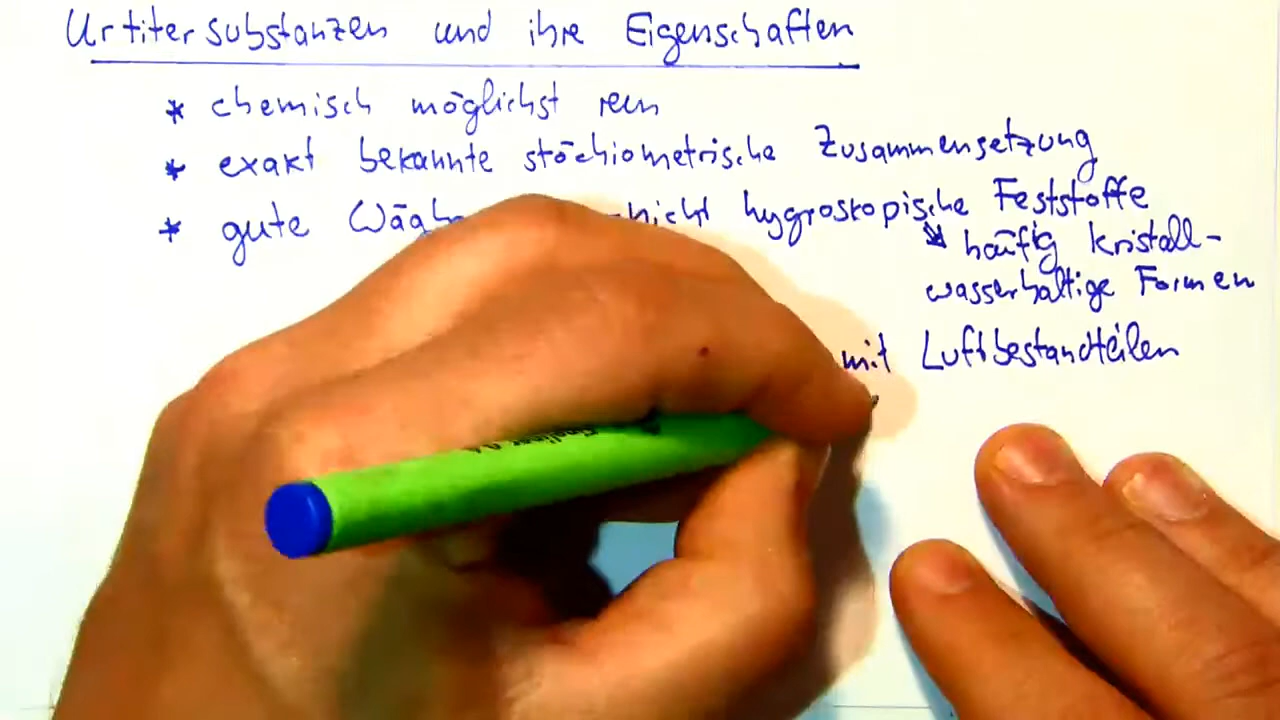 Urtitersubstanzen und ihre Eigenschaften
* chemisch möglichst rein
* exakt bekannte stöchiometrische Zusammensetzung
* gute nicht hygroskopische Feststoffe
häufig kristall-
wasserhaltige Formen
mit Luftbestandteilen